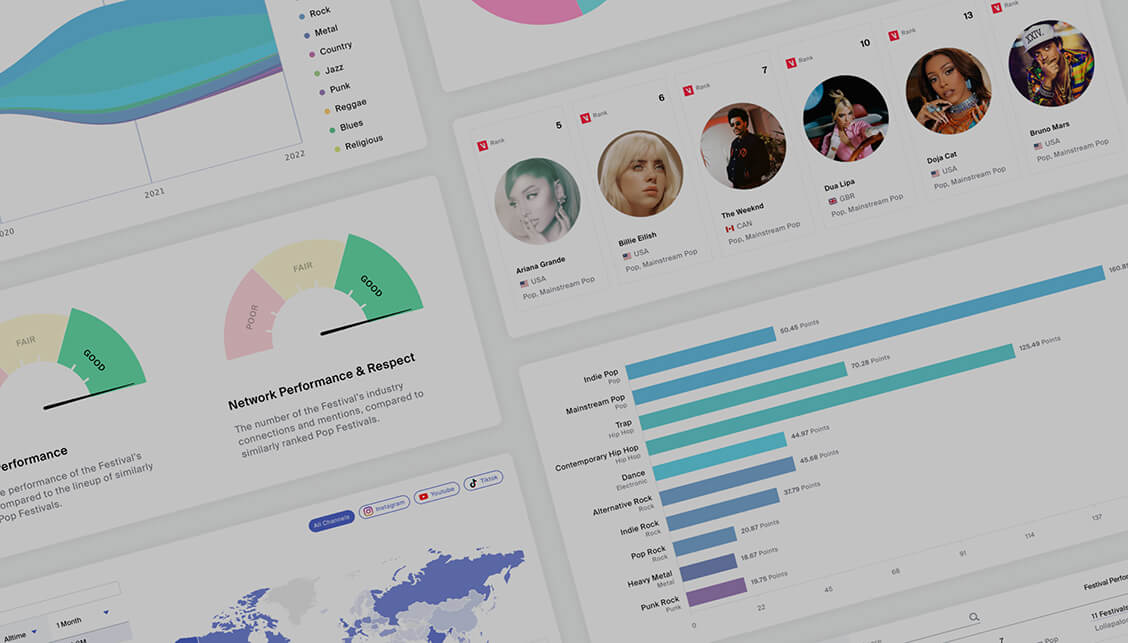 Rock
Metal
Country
Jazz
Punk
Reggae
Blues
Religious
2021
2022
Rank
5
Ariana Grande
USA
Pop, Mainstream Pop
Rank
6
Billie Eilish
USA
Pop, Mainstream Pop
Rank
7
The Weeknd
CAN
Pop, Mainstream Pop
Rank
10
Dua Lipa
GBR
Pop, Mainstream Pop
Rank
13
Doja Cat
USA
Pop, Mainstream Pop
Rank
XXIV.
Bruno Mars
USA
Pop, Mainstream Pop
FAIR
GOOD
POOR
FAIR
GOOD
Network Performance & Respect
The number of the Festival's industry
connections and mentions, compared to
similarly ranked Pop Festivals.
performance of the Festival's
compared to the lineup of similarly
Pop Festivals.
Indie Pop
Pop
50.45 Points
Mainstream Pop
Pop
Trap
Hip Hop
70.28 Points
Contemporary Hip Hop
Hip Hop
125.49 Points
Dance
Electronic
44.97 Points
Alternative Rock
Rock
45.68 Points
Indie Rock
Rock
37.79 Points
Pop Rock
Rock
20.87 Points
Heavy Metal
Metal
18.67 Points
Punk Rock
Punk
19.75 Points
0
22
45
68
91
114
137
All Channels
Instagram
Youtube
Tiktok
Alltime
1 Month
11 Festivals